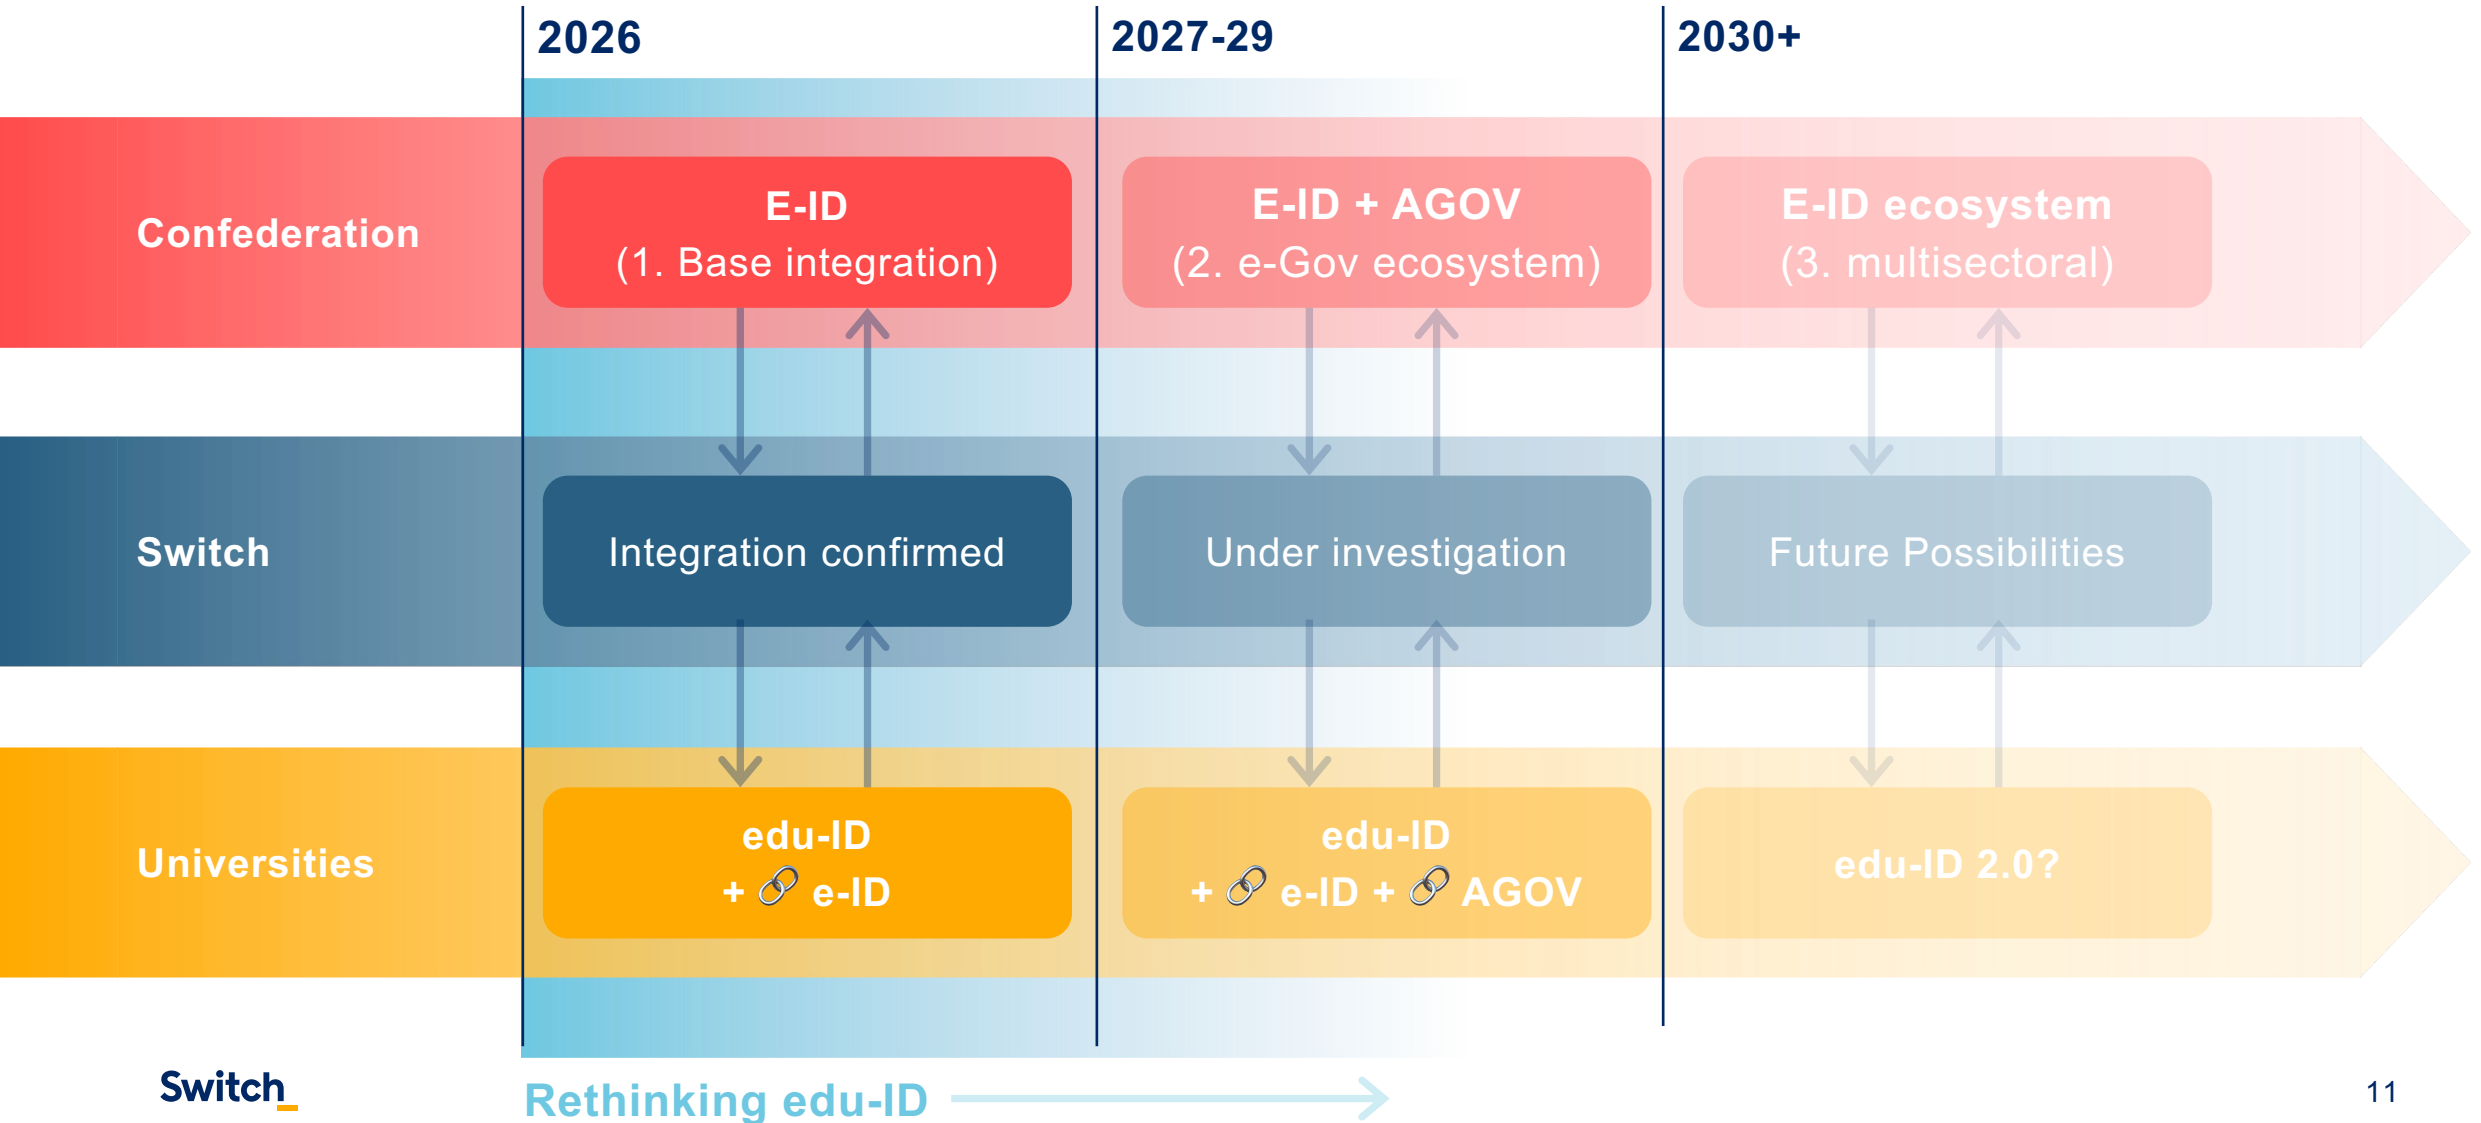 2026
2027-29
2030+
Confederation
E-ID
(1. Base integration)
E-ID + AGOV
(2. e-Gov ecosystem)
E-ID ecosystem
(3. multisectoral)
Switch
Integration confirmed
Under investigation
Future Possibilities
Universities
edu-ID
+ 🔗 e-ID
edu-ID
+ 🔗 e-ID + 🔗 AGOV
edu-ID 2.0?
Switch_
Rethinking edu-ID
11